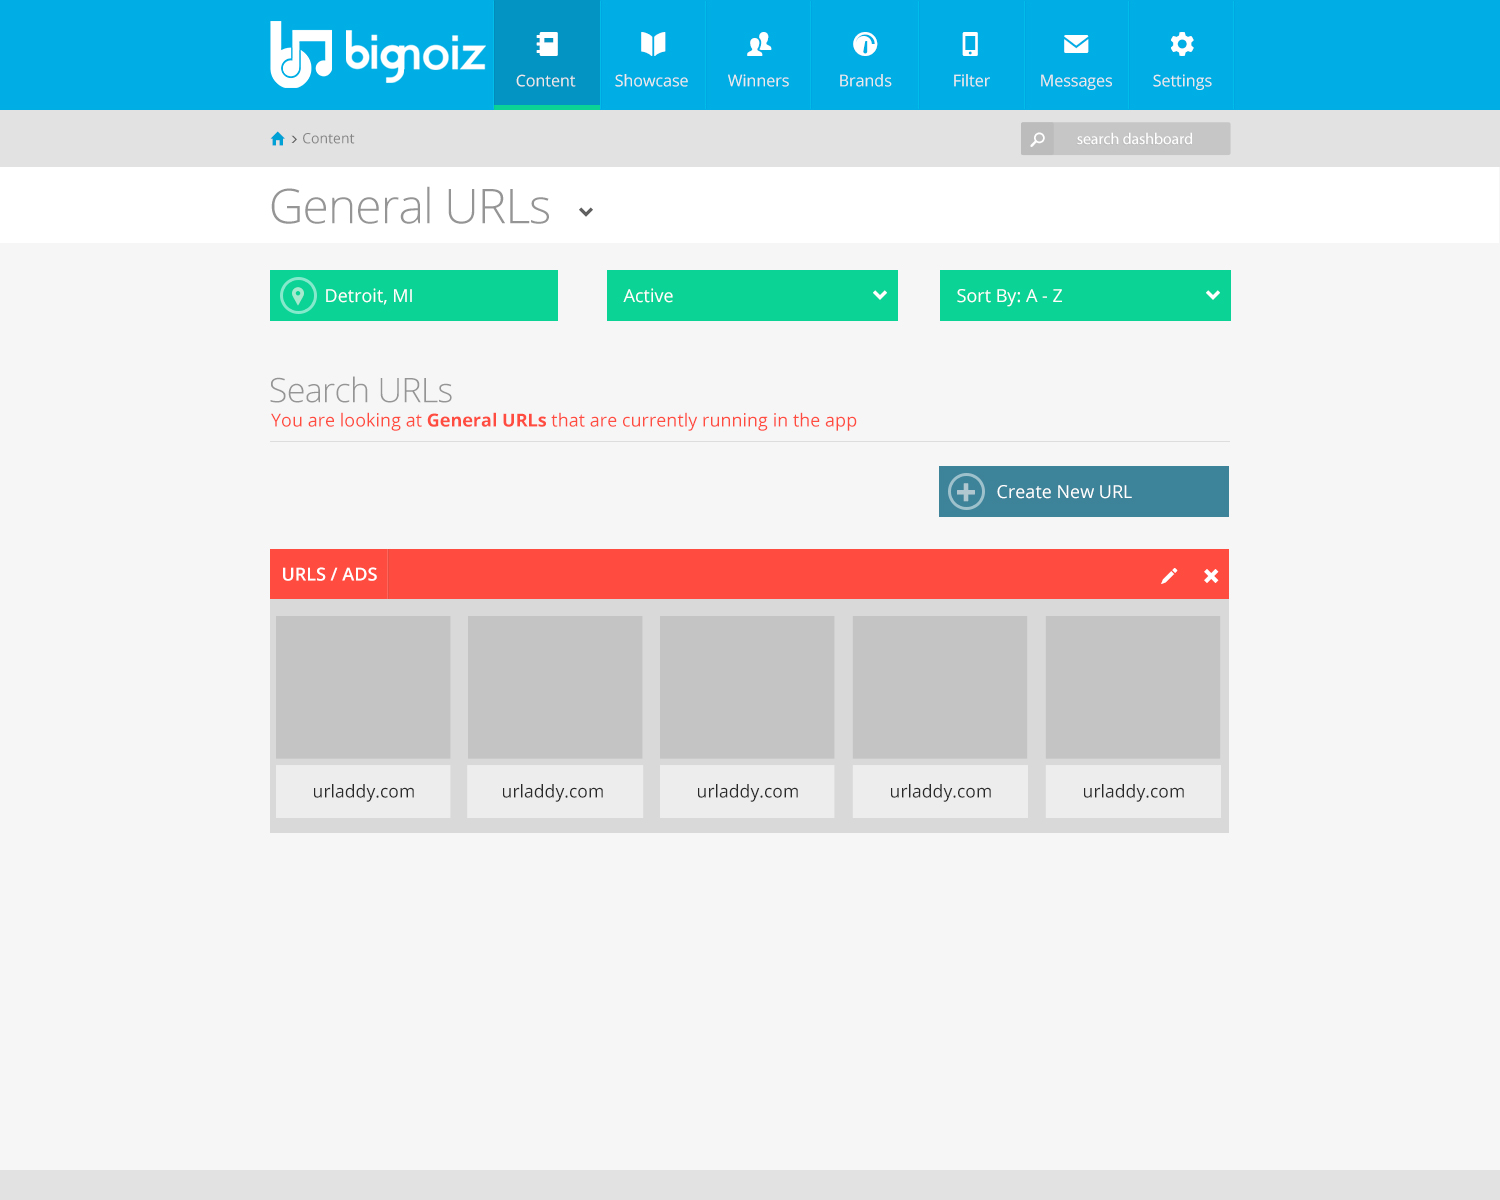 bignoiz
Content Showcase Winners Brands Filter Messages Settings
Content
search dashboard
General URLs
Detroit, MI
Active
Sort By: A - Z
Search URLs
You are looking at General URLs that are currently running in the app
Create New URL
URLS / ADS
urladdy.com urladdy.com urladdy.com urladdy.com urladdy.com